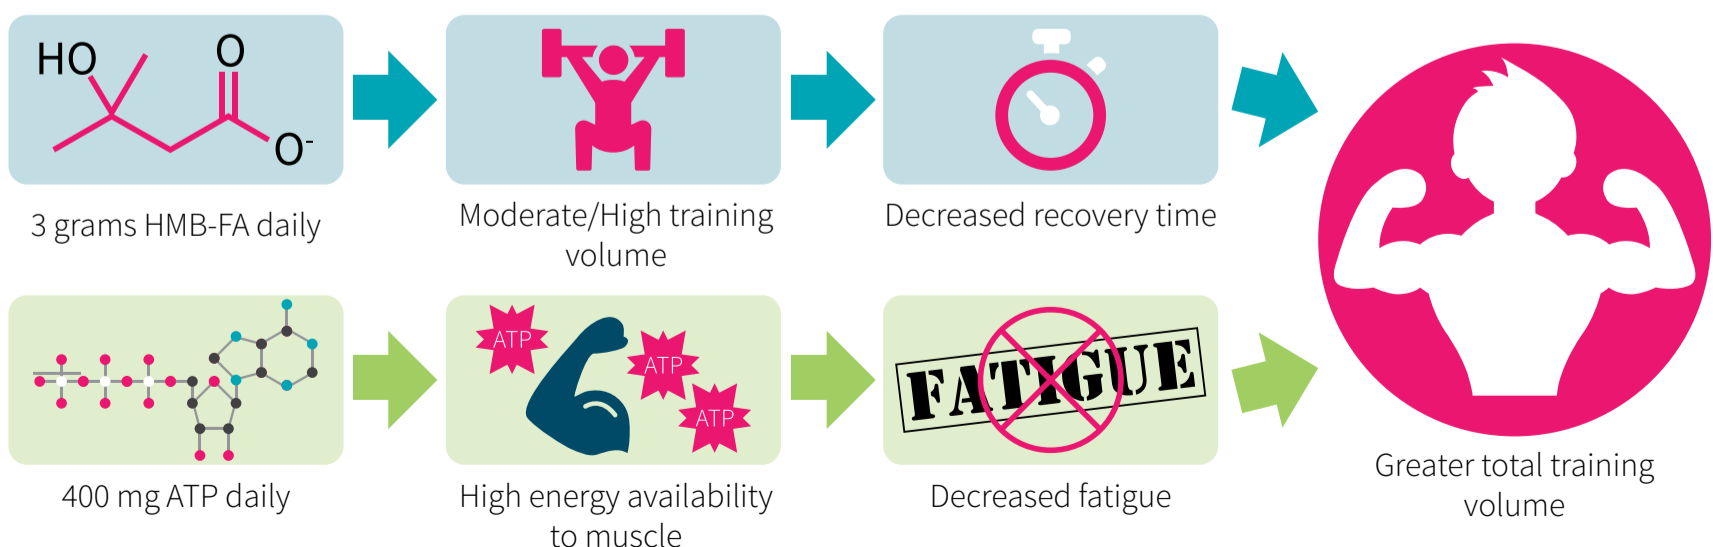 HO
O
O-
3 grams HMB-FA daily
Moderate/High training
volume
Decreased recovery time
ATP
ATP
ATP
FATIGUE
400 mg ATP daily
High energy availability
to muscle
Decreased fatigue
Greater total training
volume